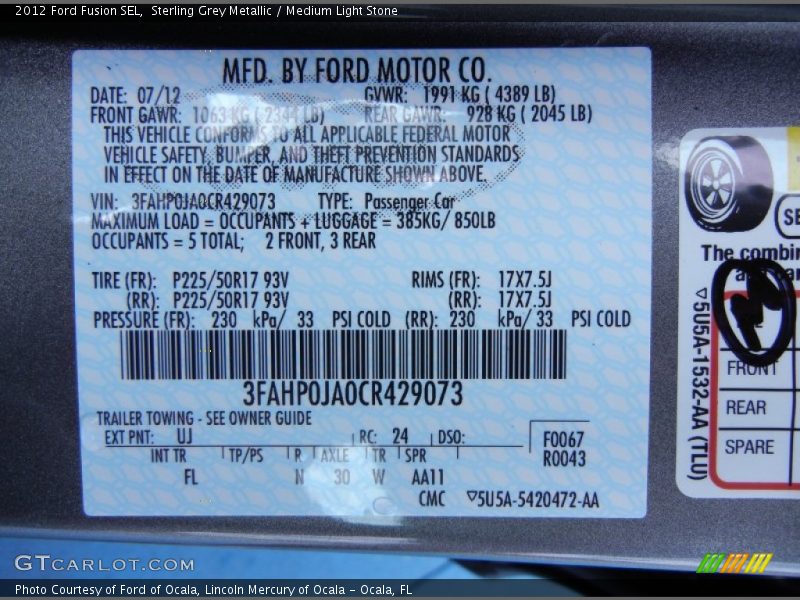 2012 Ford Fusion SEL, Sterling Grey Metallic / Medium Light Stone
MFD. BY FORD MOTOR CO.
DATE: 07/12 GVWR: 1991 KG ( 4389 LB)
FRONT GAWR: 1063 KG ( 2344 LB) REAR GAWR: 928 KG ( 2045 LB)
THIS VEHICLE CONFORMS TO ALL APPLICABLE FEDERAL MOTOR
VEHICLE SAFETY, BUMPER, AND THEFT PREVENTION STANDARDS
IN EFFECT ON THE DATE OF MANUFACTURE SHOWN ABOVE.
VIN: 3FAHP0JA0CR429073 TYPE: Passenger Car
MAXIMUM LOAD = OCCUPANTS + LUGGAGE = 385KG/ 850LB
OCCUPANTS = 5 TOTAL; 2 FRONT, 3 REAR
TIRE (FR): P225/50R17 93V RIMS (FR): 17X7.5J
(RR): P225/50R17 93V (RR): 17X7.5J
PRESSURE (FR): 230 kPa/ 33 PSI COLD (RR): 230 kPa/ 33 PSI COLD
3FAHP0JA0CR429073
TRAILER TOWING - SEE OWNER GUIDE
EXT PNT: UJ RC: 24 DSO: F0067
INT TR TP/PS R AXLE TR SPR R0043
FL N 30 W AA11
CMC ▽5U5A-5420472-AA
SE
The combin
FRONT
REAR
SPARE
▽5U5A-1532-AA (TLU)
GTCARLOT.COM
Photo Courtesy of Ford of Ocala, Lincoln Mercury of Ocala - Ocala, FL